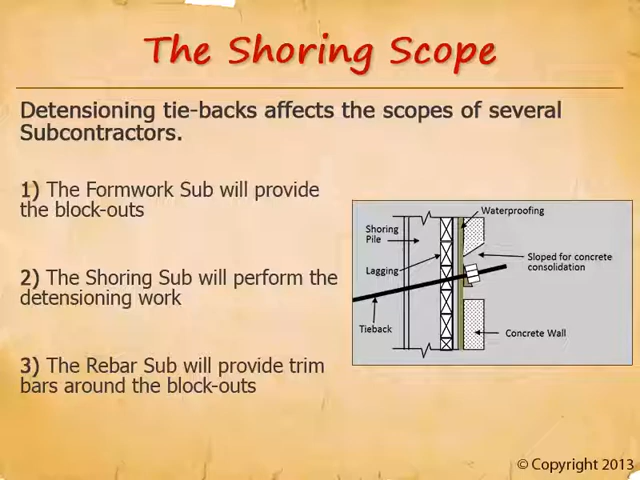 The Shoring Scope
Detensioning tie-backs affects the scopes of several
Subcontractors.
1) The Formwork Sub will provide
the block-outs
2) The Shoring Sub will perform the
detensioning work
3) The Rebar Sub will provide trim
bars around the block-outs
Waterproofing
Shoring
Pile
Sloped for concrete
consolidation
Lagging
Tieback
Concrete Wall
© Copyright 2013